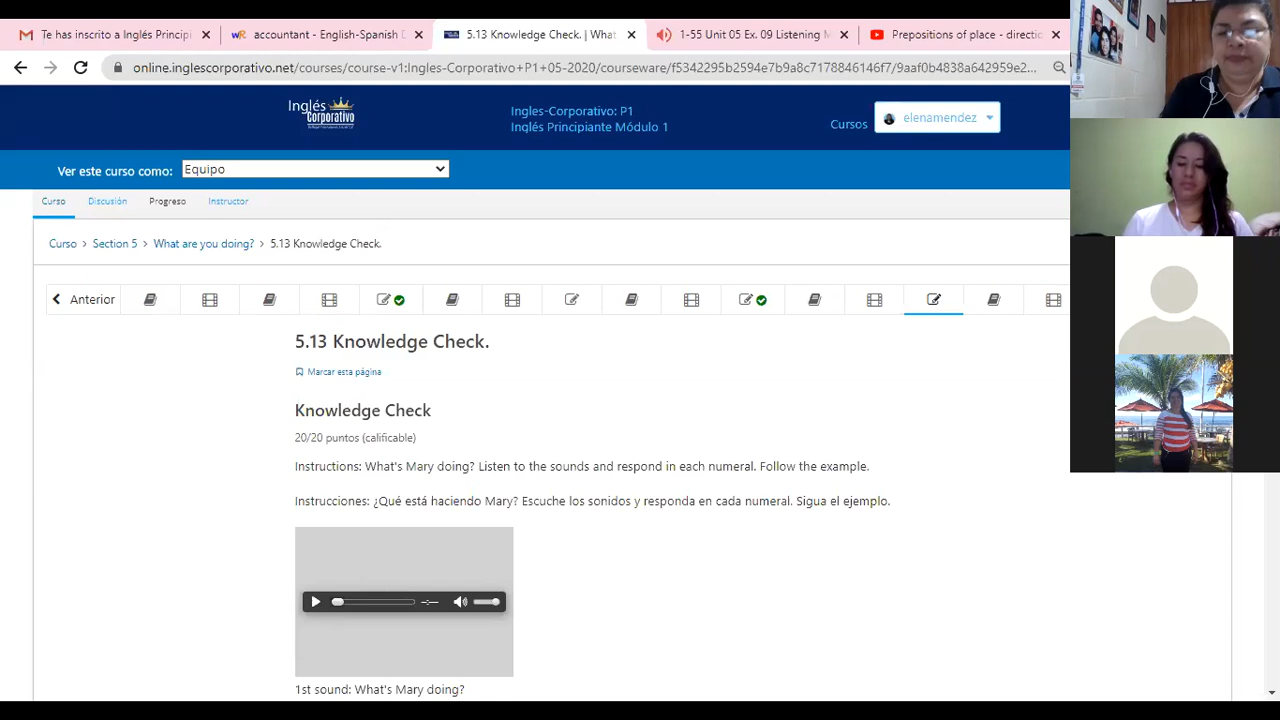 Te has inscrito a Inglés Principi
accountant - English-Spanish D
5.13 Knowledge Check. | What
1-55 Unit 05 Ex. 09 Listening M
Prepositions of place - directio
online.inglescorporativo.net/courses/course-v1:Ingles-Corporativo+P1+05-2020/courseware/f5342295b2594e7b9a8c7178846146f7/9aaf0b4838a642959e2...
Inglés
Corporativo
Ingles-Corporativo: P1
Inglés Principiante Módulo 1
Cursos
elenamendez
Ver este curso como:
Equipo
Curso
Discusión
Progreso
Instructor
Curso > Section 5 > What are you doing? > 5.13 Knowledge Check.
Anterior
5.13 Knowledge Check.
Marcar esta página
Knowledge Check
20/20 puntos (calificable)
Instructions: What's Mary doing? Listen to the sounds and respond in each numeral. Follow the example.
Instrucciones: ¿Qué está haciendo Mary? Escuche los sonidos y responda en cada numeral. Sigua el ejemplo.
-:--
1st sound: What's Mary doing?